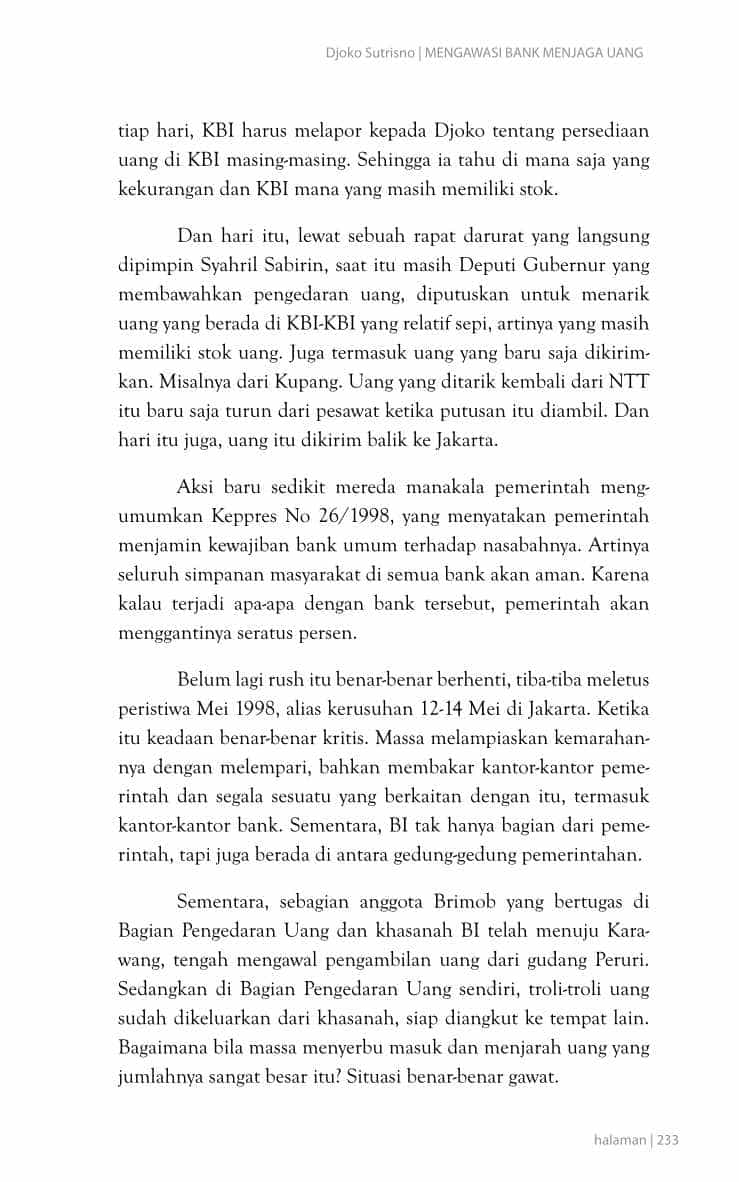 Djoko Sutrisno | MENGAWASI BANK MENJAGA UANG
tiap hari, KBI harus melapor kepada Djoko tentang persediaan
uang di KBI masing-masing. Sehingga ia tahu di mana saja yang
kekurangan dan KBI mana yang masih memiliki stok.
Dan hari itu, lewat sebuah rapat darurat yang langsung
dipimpin Syahril Sabirin, saat itu masih Deputi Gubernur yang
membawahkan pengedaran uang, diputuskan untuk menarik
uang yang berada di KBI-KBI yang relatif sepi, artinya yang masih
memiliki stok uang. Juga termasuk uang yang baru saja dikirim-
kan. Misalnya dari Kupang. Uang yang ditarik kembali dari NTT
itu baru saja turun dari pesawat ketika putusan itu diambil. Dan
hari itu juga, uang itu dikirim balik ke Jakarta.
Aksi baru sedikit mereda manakala pemerintah meng-
umumkan Keppres No 26/1998, yang menyatakan pemerintah
menjamin kewajiban bank umum terhadap nasabahnya. Artinya
seluruh simpanan masyarakat di semua bank akan aman. Karena
kalau terjadi apa-apa dengan bank tersebut, pemerintah akan
menggantinya seratus persen.
Belum lagi rush itu benar-benar berhenti, tiba-tiba meletus
peristiwa Mei 1998, alias kerusuhan 12-14 Mei di Jakarta. Ketika
itu keadaan benar-benar kritis. Massa melampiaskan kemarahan-
nya dengan melempari, bahkan membakar kantor-kantor peme-
rintah dan segala sesuatu yang berkaitan dengan itu, termasuk
kantor-kantor bank. Sementara, BI tak hanya bagian dari peme-
rintah, tapi juga berada di antara gedung-gedung pemerintahan.
Sementara, sebagian anggota Brimob yang bertugas di
Bagian Pengedaran Uang dan khasanah BI telah menuju Kara-
wang, tengah mengawal pengambilan uang dari gudang Peruri.
Sedangkan di Bagian Pengedaran Uang sendiri, troli-troli uang
sudah dikeluarkan dari khasanah, siap diangkut ke tempat lain.
Bagaimana bila massa menyerbu masuk dan menjarah uang yang
jumlahnya sangat besar itu? Situasi benar-benar gawat.
halaman | 233